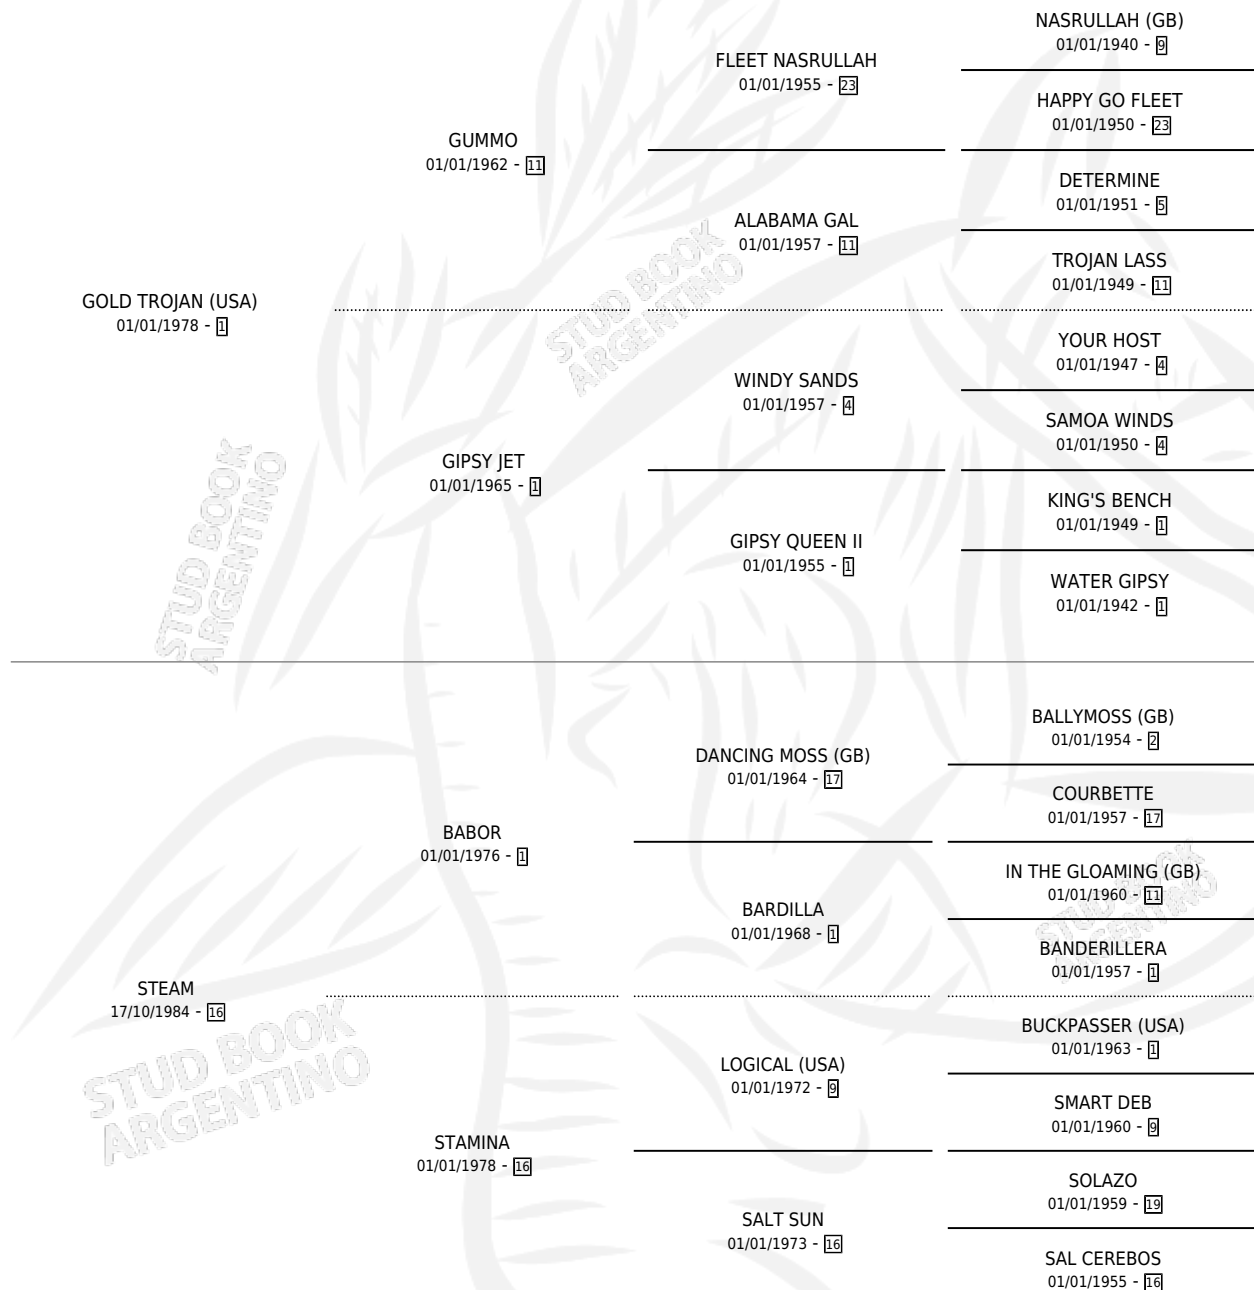 NASRULLAH (GB)
01/01/1940 - 9
FLEET NASRULLAH
01/01/1955 - 23
HAPPY GO FLEET
01/01/1950 - 23
GUMMO
01/01/1962 - 11
DETERMINE
01/01/1951 - 5
ALABAMA GAL
01/01/1957 - 11
TROJAN LASS
01/01/1949 - 11
GOLD TROJAN (USA)
01/01/1978 - 1
YOUR HOST
01/01/1947 - 4
WINDY SANDS
01/01/1957 - 4
SAMOA WINDS
01/01/1950 - 4
GIPSY JET
01/01/1965 - 1
KING'S BENCH
01/01/1949 - 1
GIPSY QUEEN II
01/01/1955 - 1
WATER GIPSY
01/01/1942 - 1
BALLYMOSS (GB)
01/01/1954 - 2
DANCING MOSS (GB)
01/01/1964 - 17
COURBETTE
01/01/1957 - 17
BABOR
01/01/1976 - 1
IN THE GLOAMING (GB)
01/01/1960 - 11
BARDILLA
01/01/1968 - 1
BANDERILLERA
01/01/1957 - 1
STEAM
17/10/1984 - 16
BUCKPASSER (USA)
01/01/1963 - 1
LOGICAL (USA)
01/01/1972 - 9
SMART DEB
01/01/1960 - 9
STAMINA
01/01/1978 - 16
SOLAZO
01/01/1959 - 19
SALT SUN
01/01/1973 - 16
SAL CEREBOS
01/01/1955 - 16
STUD BOOK
ARGENTINO
STUD BOOK
ARGENTINO
STUD BOOK
ARGENTINO
STUD BOOK
ARGENTINO